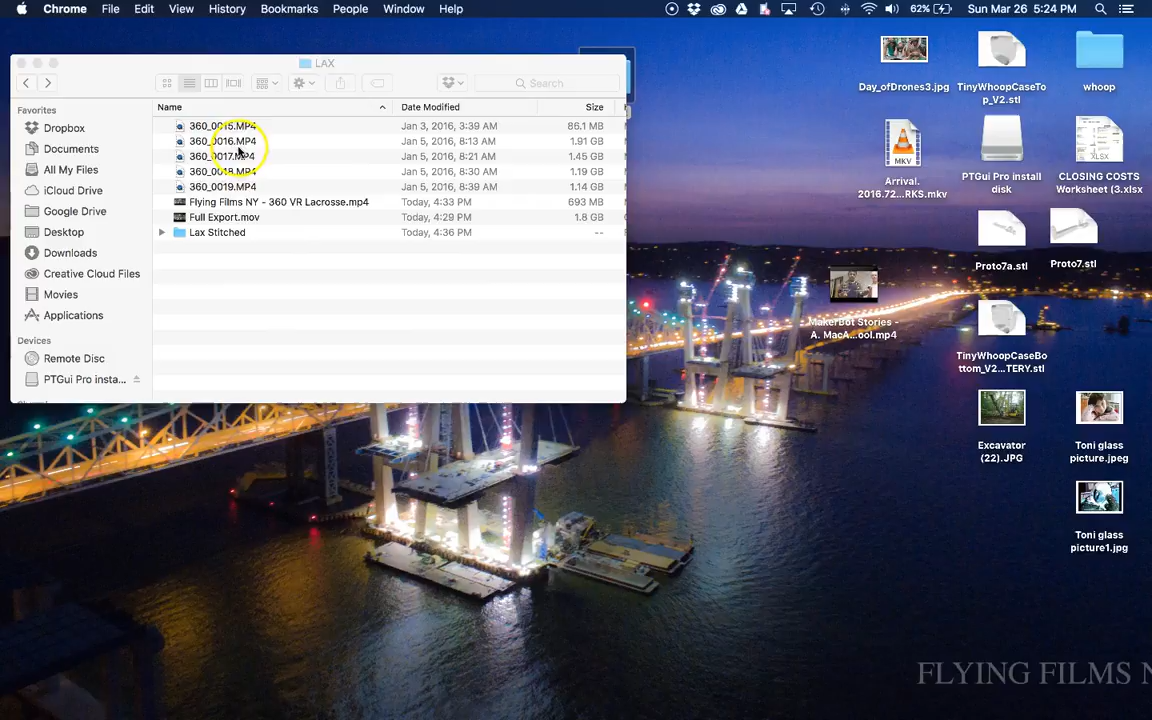 Chrome File Edit View History Bookmarks People Window Help
62% Sun Mar 26 5:24 PM
LAX
Search
Favorites
Dropbox
Documents
All My Files
iCloud Drive
Google Drive
Desktop
Downloads
Creative Cloud Files
Movies
Applications
Devices
Remote Disc
PTGui Pro insta...
Name Date Modified Size
360_0015.MP4 Jan 3, 2016, 3:39 AM 86.1 MB
360_0016.MP4 Jan 5, 2016, 8:13 AM 1.91 GB
360_0017.MP4 Jan 5, 2016, 8:21 AM 1.45 GB
360_0018.MP4 Jan 5, 2016, 8:30 AM 1.19 GB
360_0019.MP4 Jan 5, 2016, 8:39 AM 1.14 GB
Flying Films NY - 360 VR Lacrosse.mp4 Today, 4:33 PM 693 MB
Full Export.mov Today, 4:29 PM 1.8 GB
Lax Stitched Today, 4:36 PM --
Day_ofDrones3.jpg
TinyWhoopCaseTo
p_V2.stl
whoop
MKV
Arrival.
2016.72...RKS.mkv
PTGui Pro install
disk
XLSX
CLOSING COSTS
Worksheet (3.xlsx
Proto7a.stl
Proto7.stl
MakerBot Stories -
A. MacA...ool.mp4
TinyWhoopCaseBo
ttom_V2...TERY.stl
Excavator
(22).JPG
Toni glass
picture.jpeg
Toni glass
picture1.jpg
FLYING FILMS N